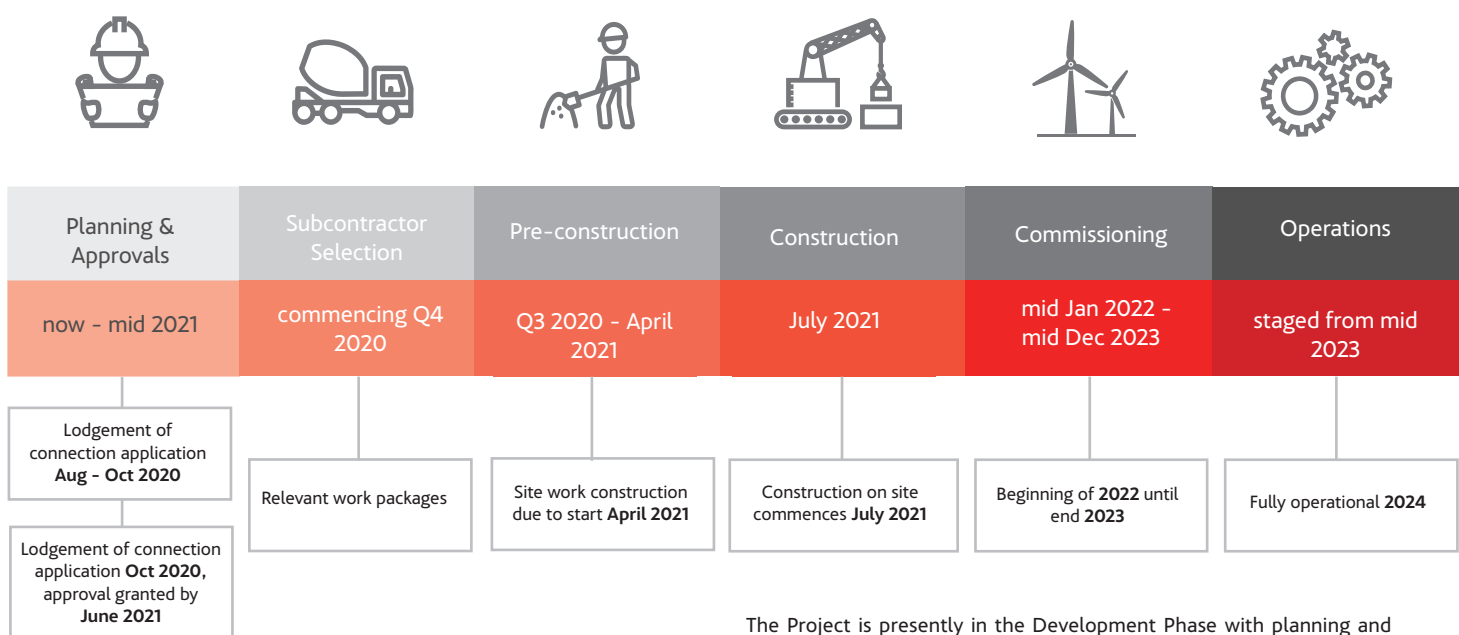 Planning &
Approvals
Subcontractor
Selection
Pre-construction
Construction
Commissioning
Operations
now - mid 2021
commencing Q4
2020
Q3 2020 - April
2021
July 2021
mid Jan 2022 -
mid Dec 2023
staged from mid
2023
Lodgement of
connection application
Aug - Oct 2020
Lodgement of connection
application Oct 2020,
approval granted by
June 2021
Relevant work packages
Site work construction
due to start April 2021
Construction on site
commences July 2021
Beginning of 2022 until
end 2023
Fully operational 2024
The Project is presently in the Development Phase with planning and